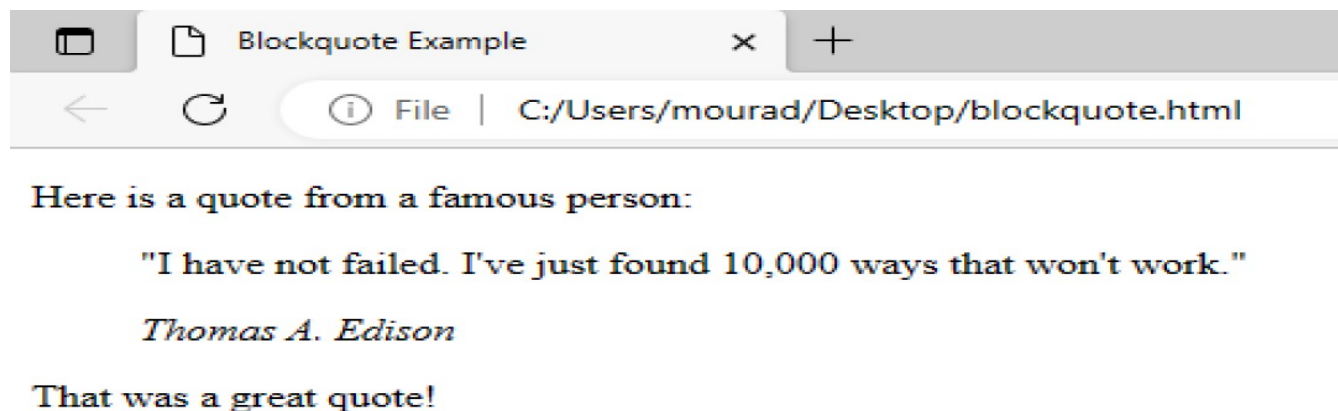 Blockquote Example
File | C:/Users/mourad/Desktop/blockquote.html
Here is a quote from a famous person:
"I have not failed. I've just found 10,000 ways that won't work."
Thomas A. Edison
That was a great quote!